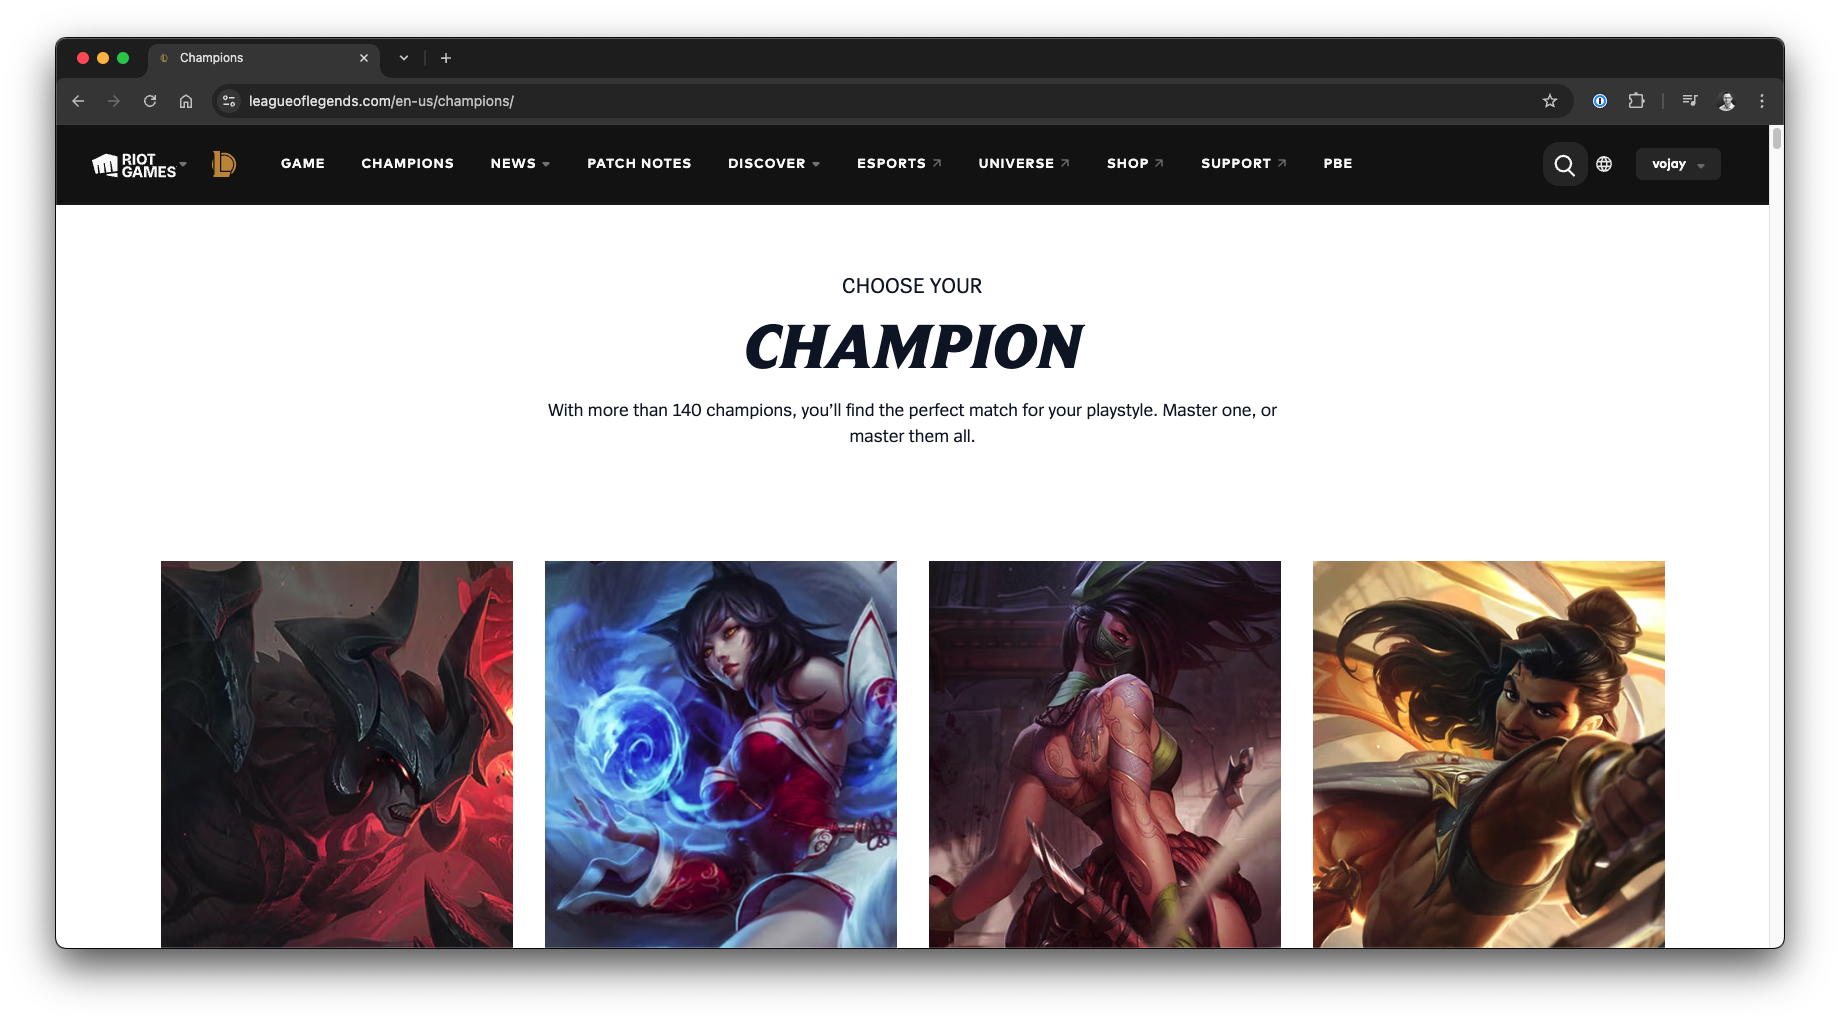 Champions
leagueoflegends.com/en-us/champions/
RIOT GAMES
GAME CHAMPIONS NEWS PATCH NOTES DISCOVER ESPORTS UNIVERSE SHOP SUPPORT PBE
vojay
CHOOSE YOUR
CHAMPION
With more than 140 champions, you’ll find the perfect match for your playstyle. Master one, or
master them all.